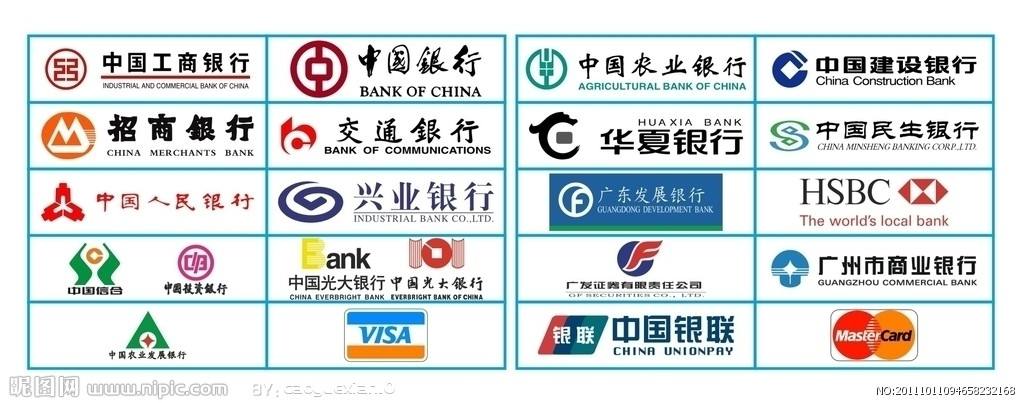 中国工商银行
INDUSTRIAL AND COMMERCIAL BANK OF CHINA
中國銀行
BANK OF CHINA
中国农业银行
AGRICULTURAL BANK OF CHINA
中国建设银行
China Construction Bank
招商銀行
CHINA MERCHANTS BANK
交通銀行
BANK OF COMMUNICATIONS
HUAXIA BANK
华夏银行
中国民生银行
CHINA MINSHENG BANKING CORP.,LTD.
中国人民银行
兴业银行
INDUSTRIAL BANK CO.,LTD.
广东发展银行
GUANGDONG DEVELOPMENT BANK
HSBC
The world's local bank
中国信合
中国投资银行
Bank
中国光大银行
CHINA EVERBRIGHT BANK
中国光大银行
EVERBRIGHT BANK OF CHINA
广发证券有限责任公司
GF SECURITIES CO., LTD.
广州市商业银行
GUANGZHOU COMMERCIAL BANK
中国农业发展银行
VISA
银联 中国银联
CHINA UNIONPAY
MasterCard
昵图网 www.nipic.com
NO:20111011094658232168